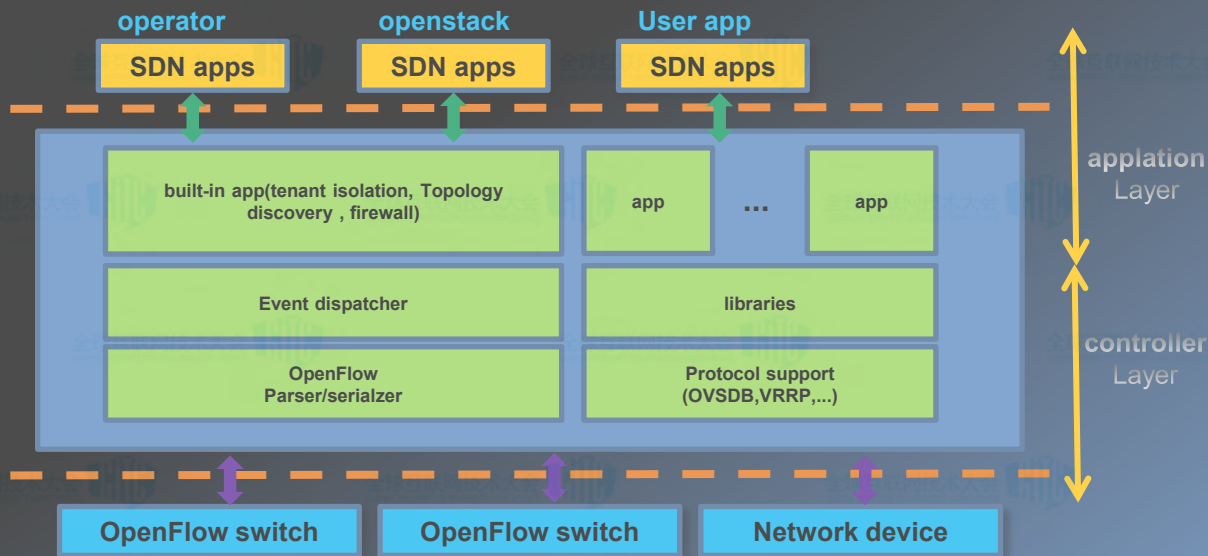 operator
openstack
User app
SDN apps
SDN apps
SDN apps
built-in app(tenant isolation, Topology
discovery , firewall)
app
...
app
applation
Layer
Event dispatcher
libraries
OpenFlow
Parser/serialzer
Protocol support
(OVSDB,VRRP,...)
controller
Layer
OpenFlow switch
OpenFlow switch
Network device